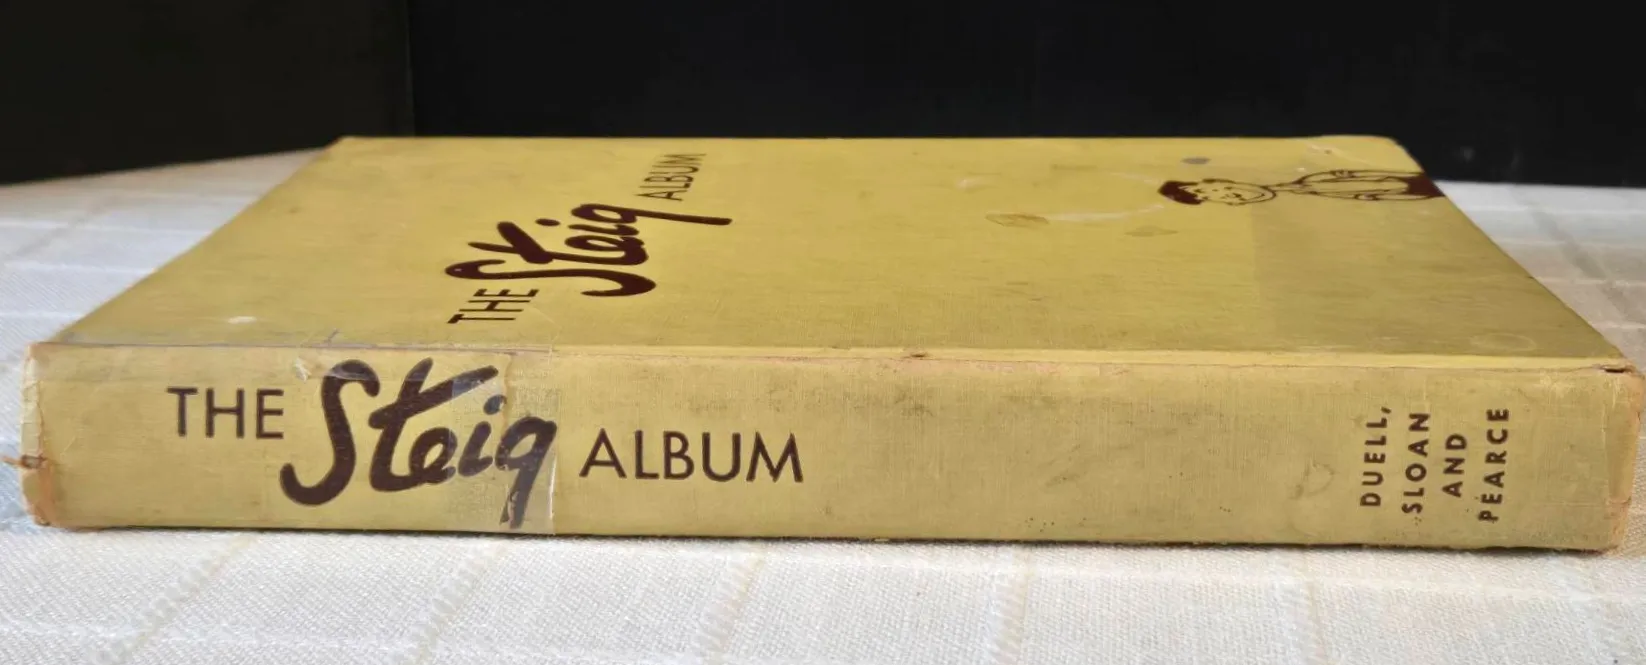 THE Steig ALBUM
THE Steig ALBUM
DUELL,
SLOAN
AND
PEARCE